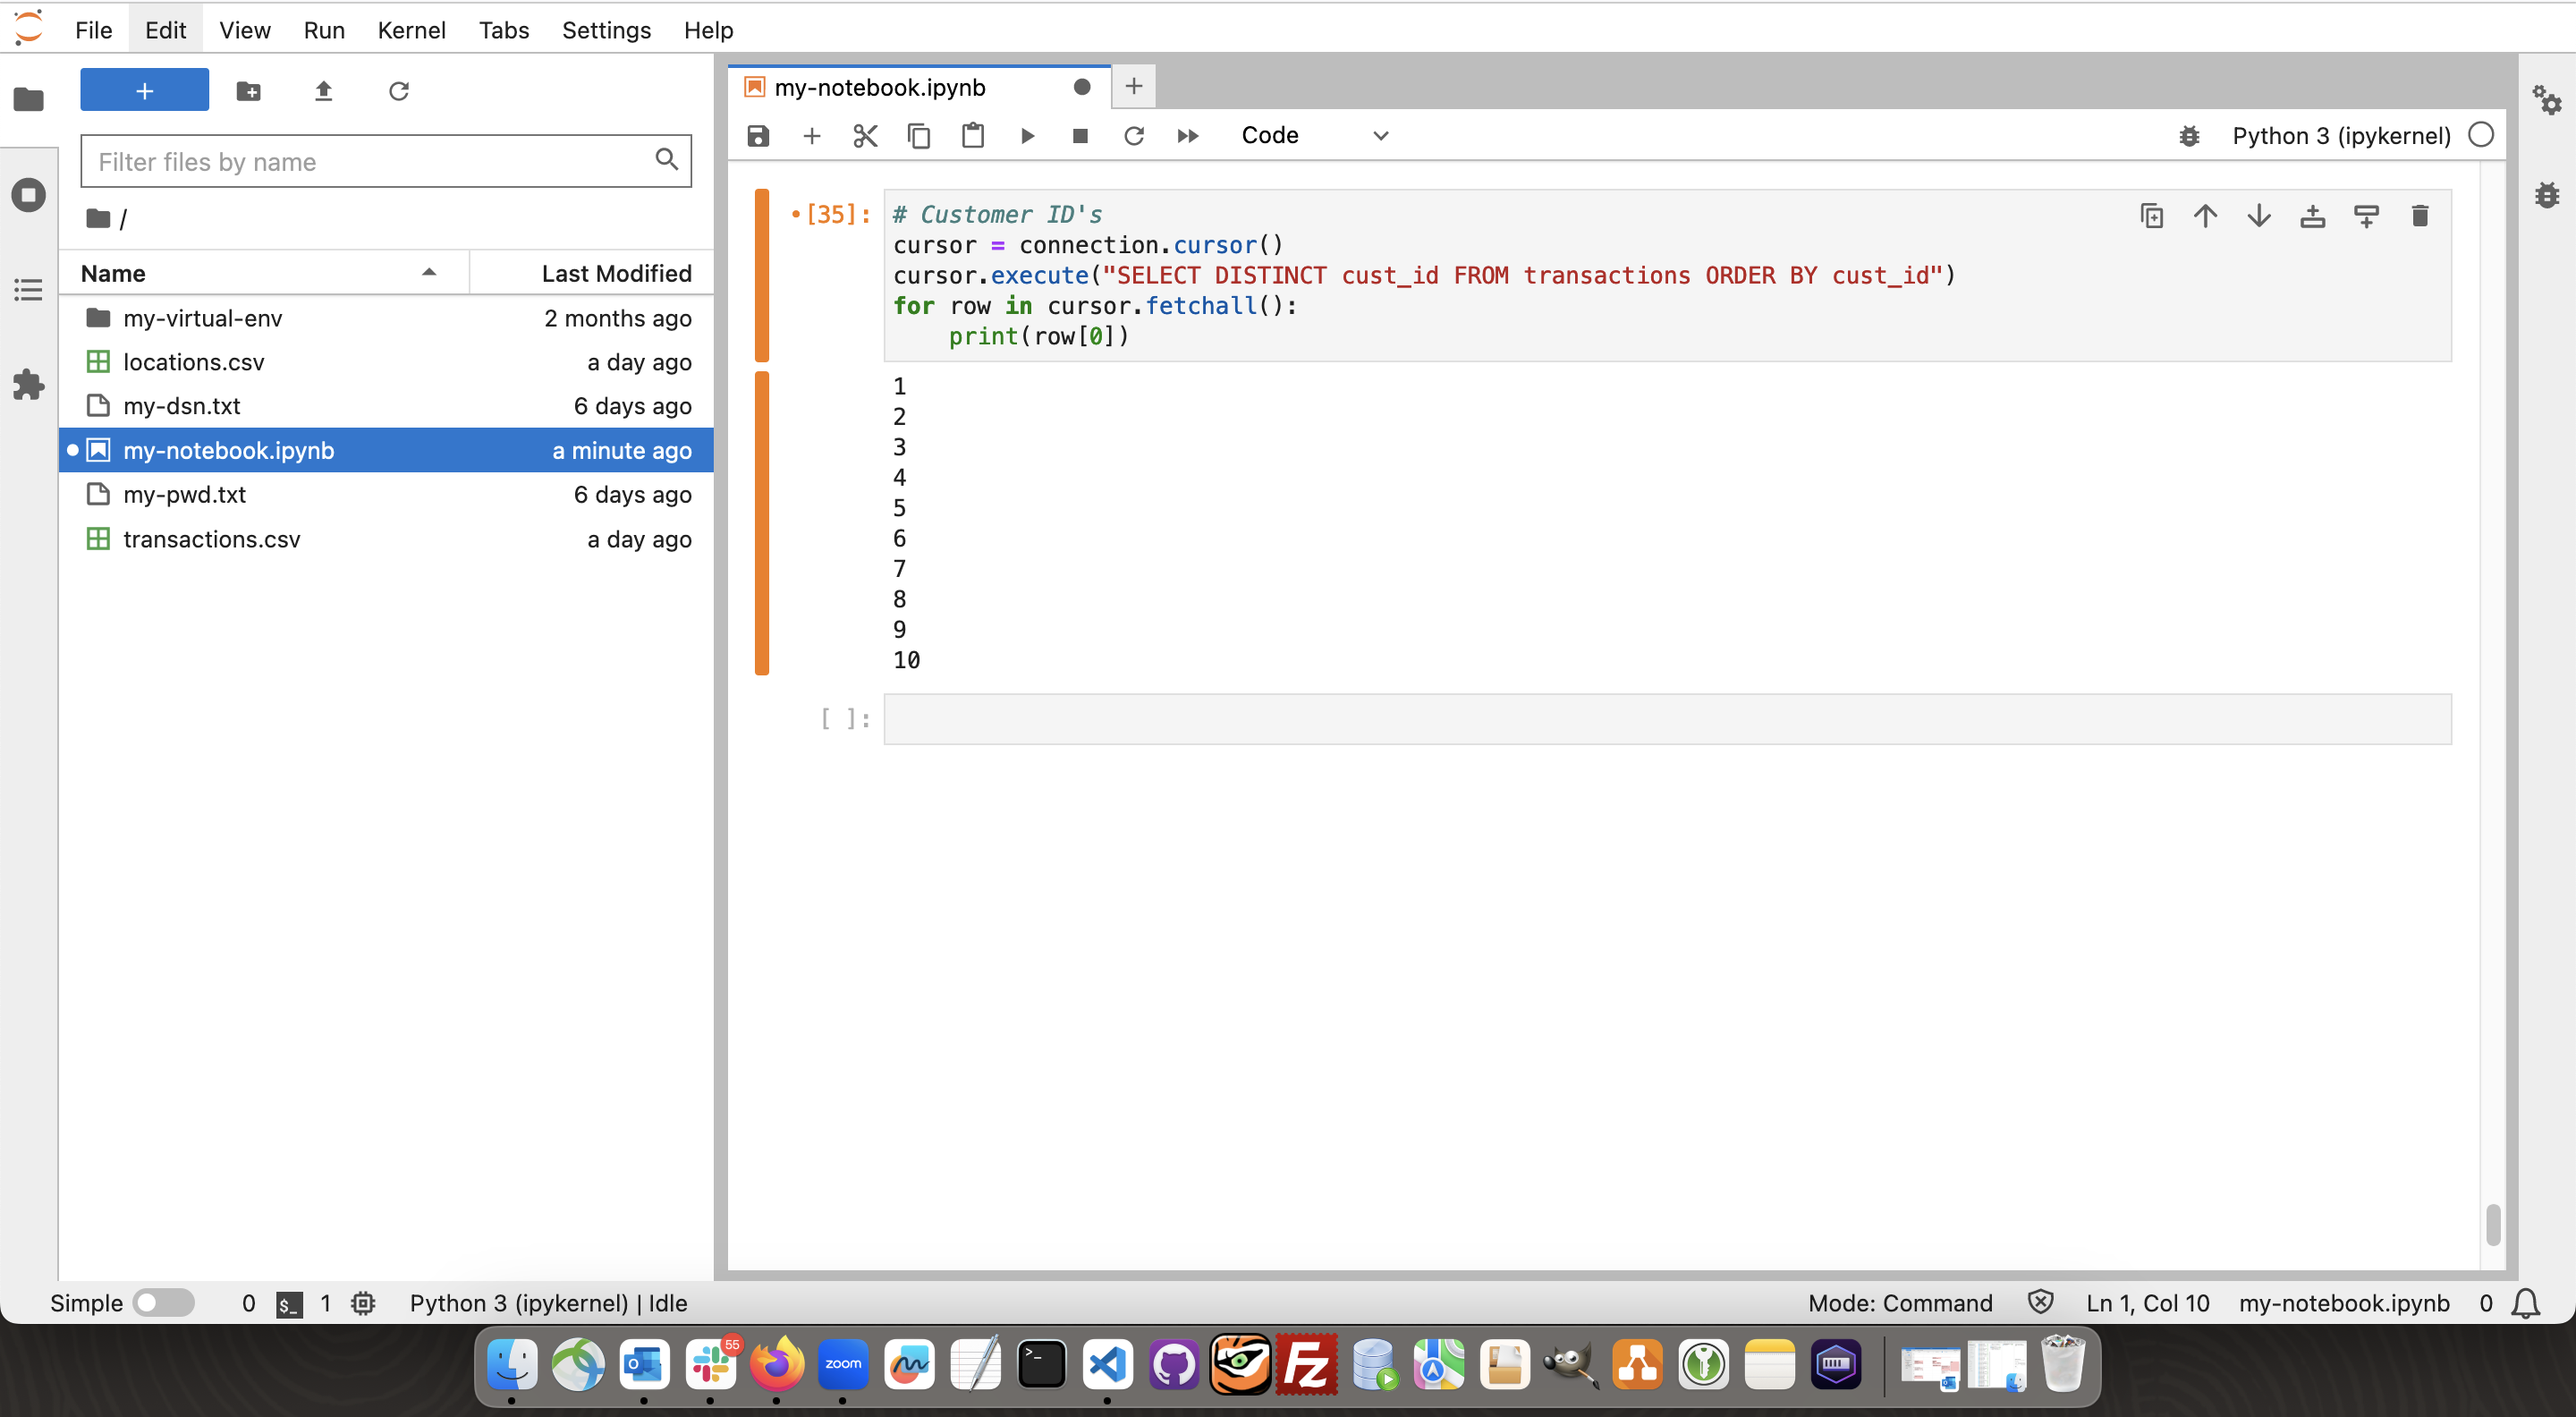 File Edit View Run Kernel Tabs Settings Help
my-notebook.ipynb
Code
Python 3 (ipykernel)
Filter files by name
/
Name Last Modified
my-virtual-env 2 months ago
locations.csv a day ago
my-dsn.txt 6 days ago
my-notebook.ipynb a minute ago
my-pwd.txt 6 days ago
transactions.csv a day ago
[35]: # Customer ID's
cursor = connection.cursor()
cursor.execute("SELECT DISTINCT cust_id FROM transactions ORDER BY cust_id")
for row in cursor.fetchall():
    print(row[0])
1
2
3
4
5
6
7
8
9
10
[ ]:
Simple 0 $_ 1 Python 3 (ipykernel) | Idle Mode: Command Ln 1, Col 10 my-notebook.ipynb 0
55
zoom
>_
Fz